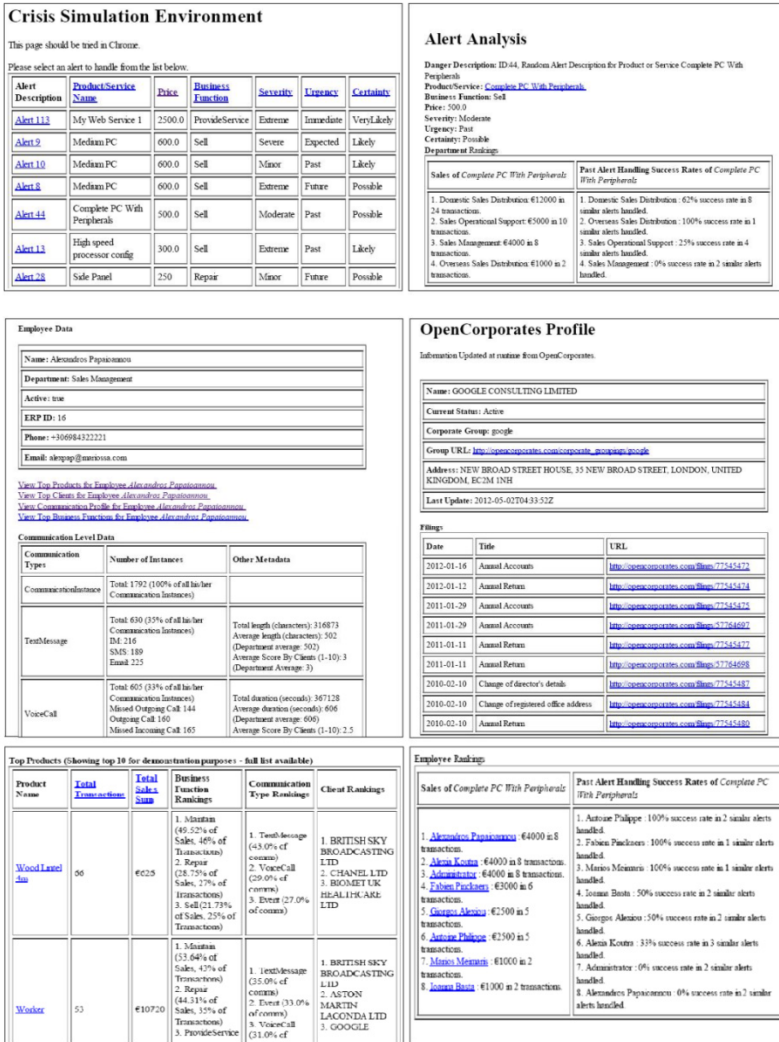 Crisis Simulation Environment
This page should be tried in Chrome.
Please select an alert to handle from the list below.
Alert Description Product/Service Name Price Business Function Severity Urgency Certainty
Alert 113 My Web Service 1 2500.0 ProvideService Extreme Immediate VeryLikely
Alert 9 Medium PC 600.0 Sell Severe Expected Likely
Alert 10 Medium PC 600.0 Sell Minor Past Likely
Alert 8 Medium PC 600.0 Sell Extreme Future Possible
Alert 44 Complete PC With Peripherals 500.0 Sell Moderate Past Possible
Alert 13 High speed processor config 300.0 Sell Extreme Past Likely
Alert 28 Side Panel 250 Repair Minor Future Possible
Alert Analysis
Danger Description: ID:44, Random Alert Description for Product or Service Complete PC With
Peripherals
Product/Service: Complete PC With Peripherals
Business Function: Sell
Price: 500.0
Severity: Moderate
Urgency: Past
Certainty: Possible
Department Rankings
Sales of Complete PC With Peripherals
1. Domestic Sales Distribution: €12000 in
24 transactions.
2. Sales Operational Support: €5000 in 10
transactions.
3. Sales Management: €4000 in 8
transactions.
4. Overseas Sales Distribution: €1000 in 2
transactions.
Past Alert Handling Success Rates of Complete PC
With Peripherals
1. Domestic Sales Distribution : 62% success rate in 8
similar alerts handled.
2. Overseas Sales Distribution : 100% success rate in 1
similar alerts handled.
3. Sales Operational Support : 25% success rate in 4
similar alerts handled.
4. Sales Management : 0% success rate in 2 similar alerts
handled.
Employee Data
Name: Alexandros Papaioannou
Department: Sales Management
Active: true
ERP ID: 16
Phone: +306984322221
Email: alexpap@mariossa.com
View Top Products for Employee Alexandros Papaioannou
View Top Clients for Employee Alexandros Papaioannou
View Communication Profile for Employee Alexandros Papaioannou
View Top Business Functions for Employee Alexandros Papaioannou
Communication Level Data
Communication Types Number of Instances Other Metadata
CommunicationInstance
Total: 1792 (100% of all his/her
Communication Instances)
TextMessage
Total: 630 (35% of all his/her
Communication Instances)
IM: 216
SMS: 189
Email: 225
Total length (characters): 316873
Average length (characters): 502
(Department average: 502)
Average Score By Clients (1-10): 3
(Department Average: 3)
VoiceCall
Total: 605 (33% of all his/her
Communication Instances)
Missed Outgoing Call: 144
Outgoing Call: 160
Missed Incoming Call: 165
Total duration (seconds): 367128
Average duration (seconds): 606
(Department average: 606)
Average Score By Clients (1-10): 2.5
OpenCorporates Profile
Information Updated at runtime from OpenCorporates.
Name: GOOGLE CONSULTING LIMITED
Current Status: Active
Corporate Group: google
Group URL: http://opencorporates.com/corporate_groupings/google
Address: NEW BROAD STREET HOUSE, 35 NEW BROAD STREET, LONDON, UNITED
KINGDOM, EC2M 1NH
Last Update: 2012-05-02T04:33:52Z
Filings
Date Title URL
2012-01-16 Annual Accounts http://opencorporates.com/filings/77545472
2012-01-12 Annual Return http://opencorporates.com/filings/77545474
2011-01-29 Annual Accounts http://opencorporates.com/filings/77545475
2011-01-29 Annual Accounts http://opencorporates.com/filings/57764697
2011-01-11 Annual Return http://opencorporates.com/filings/77545477
2011-01-11 Annual Return http://opencorporates.com/filings/57764698
2010-02-10 Change of director's details http://opencorporates.com/filings/77545487
2010-02-10 Change of registered office address http://opencorporates.com/filings/77545484
2010-02-10 Annual Return http://opencorporates.com/filings/77545480
Top Products (Showing top 10 for demonstration purposes - full list available)
Product Name Total Transactions Total Sales Sum Business Function Rankings Communication Type Rankings Client Rankings
Wood Lintel
4m
66
€625
1. Maintain
(49.52% of
Sales, 46% of
Transactions)
2. Repair
(28.75% of
Sales, 27% of
Transactions)
3. Sell (21.73%
of Sales, 25% of
Transactions)
1. TextMessage
(43.0% of
comms)
2. VoiceCall
(29.0% of
comms)
3. Event (27.0%
of comms)
1. BRITISH SKY
BROADCASTING
LTD
2. CHANEL LTD
3. BIOMET UK
HEALTHCARE
LTD
Worker
53
€10720
1. Maintain
(53.64% of
Sales, 43% of
Transactions)
2. Repair
(44.31% of
Sales, 35% of
Transactions)
3. ProvideService
1. TextMessage
(35.0% of
comms)
2. Event (33.0%
of comms)
3. VoiceCall
(31.0% of
1. BRITISH SKY
BROADCASTING
LTD
2. ASTON
MARTIN
LAGONDA LTD
3. GOOGLE
Employee Rankings
Sales of Complete PC With Peripherals
1. Alexandros Papaioannou : €4000 in 8
transactions.
2. Alexia Koutra : €4000 in 8 transactions.
3. Administrator : €4000 in 8 transactions.
4. Fabien Pinckaers : €3000 in 6
transactions.
5. Giorgos Alexiou : €2500 in 5
transactions.
6. Antoine Philippe : €2500 in 5
transactions.
7. Marios Meimaris : €1000 in 2
transactions.
8. Ioanna Basta : €1000 in 2 transactions.
Past Alert Handling Success Rates of Complete PC
With Peripherals
1. Antoine Philippe : 100% success rate in 2 similar alerts
handled.
2. Fabien Pinckaers : 100% success rate in 1 similar alerts
handled.
3. Marios Meimaris : 100% success rate in 1 similar alerts
handled.
4. Ioanna Basta : 50% success rate in 2 similar alerts
handled.
5. Giorgos Alexiou : 50% success rate in 2 similar alerts
handled.
6. Alexia Koutra : 33% success rate in 3 similar alerts
handled.
7. Administrator : 0% success rate in 2 similar alerts
handled.
8. Alexandros Papaioannou : 0% success rate in 2 similar
alerts handled.